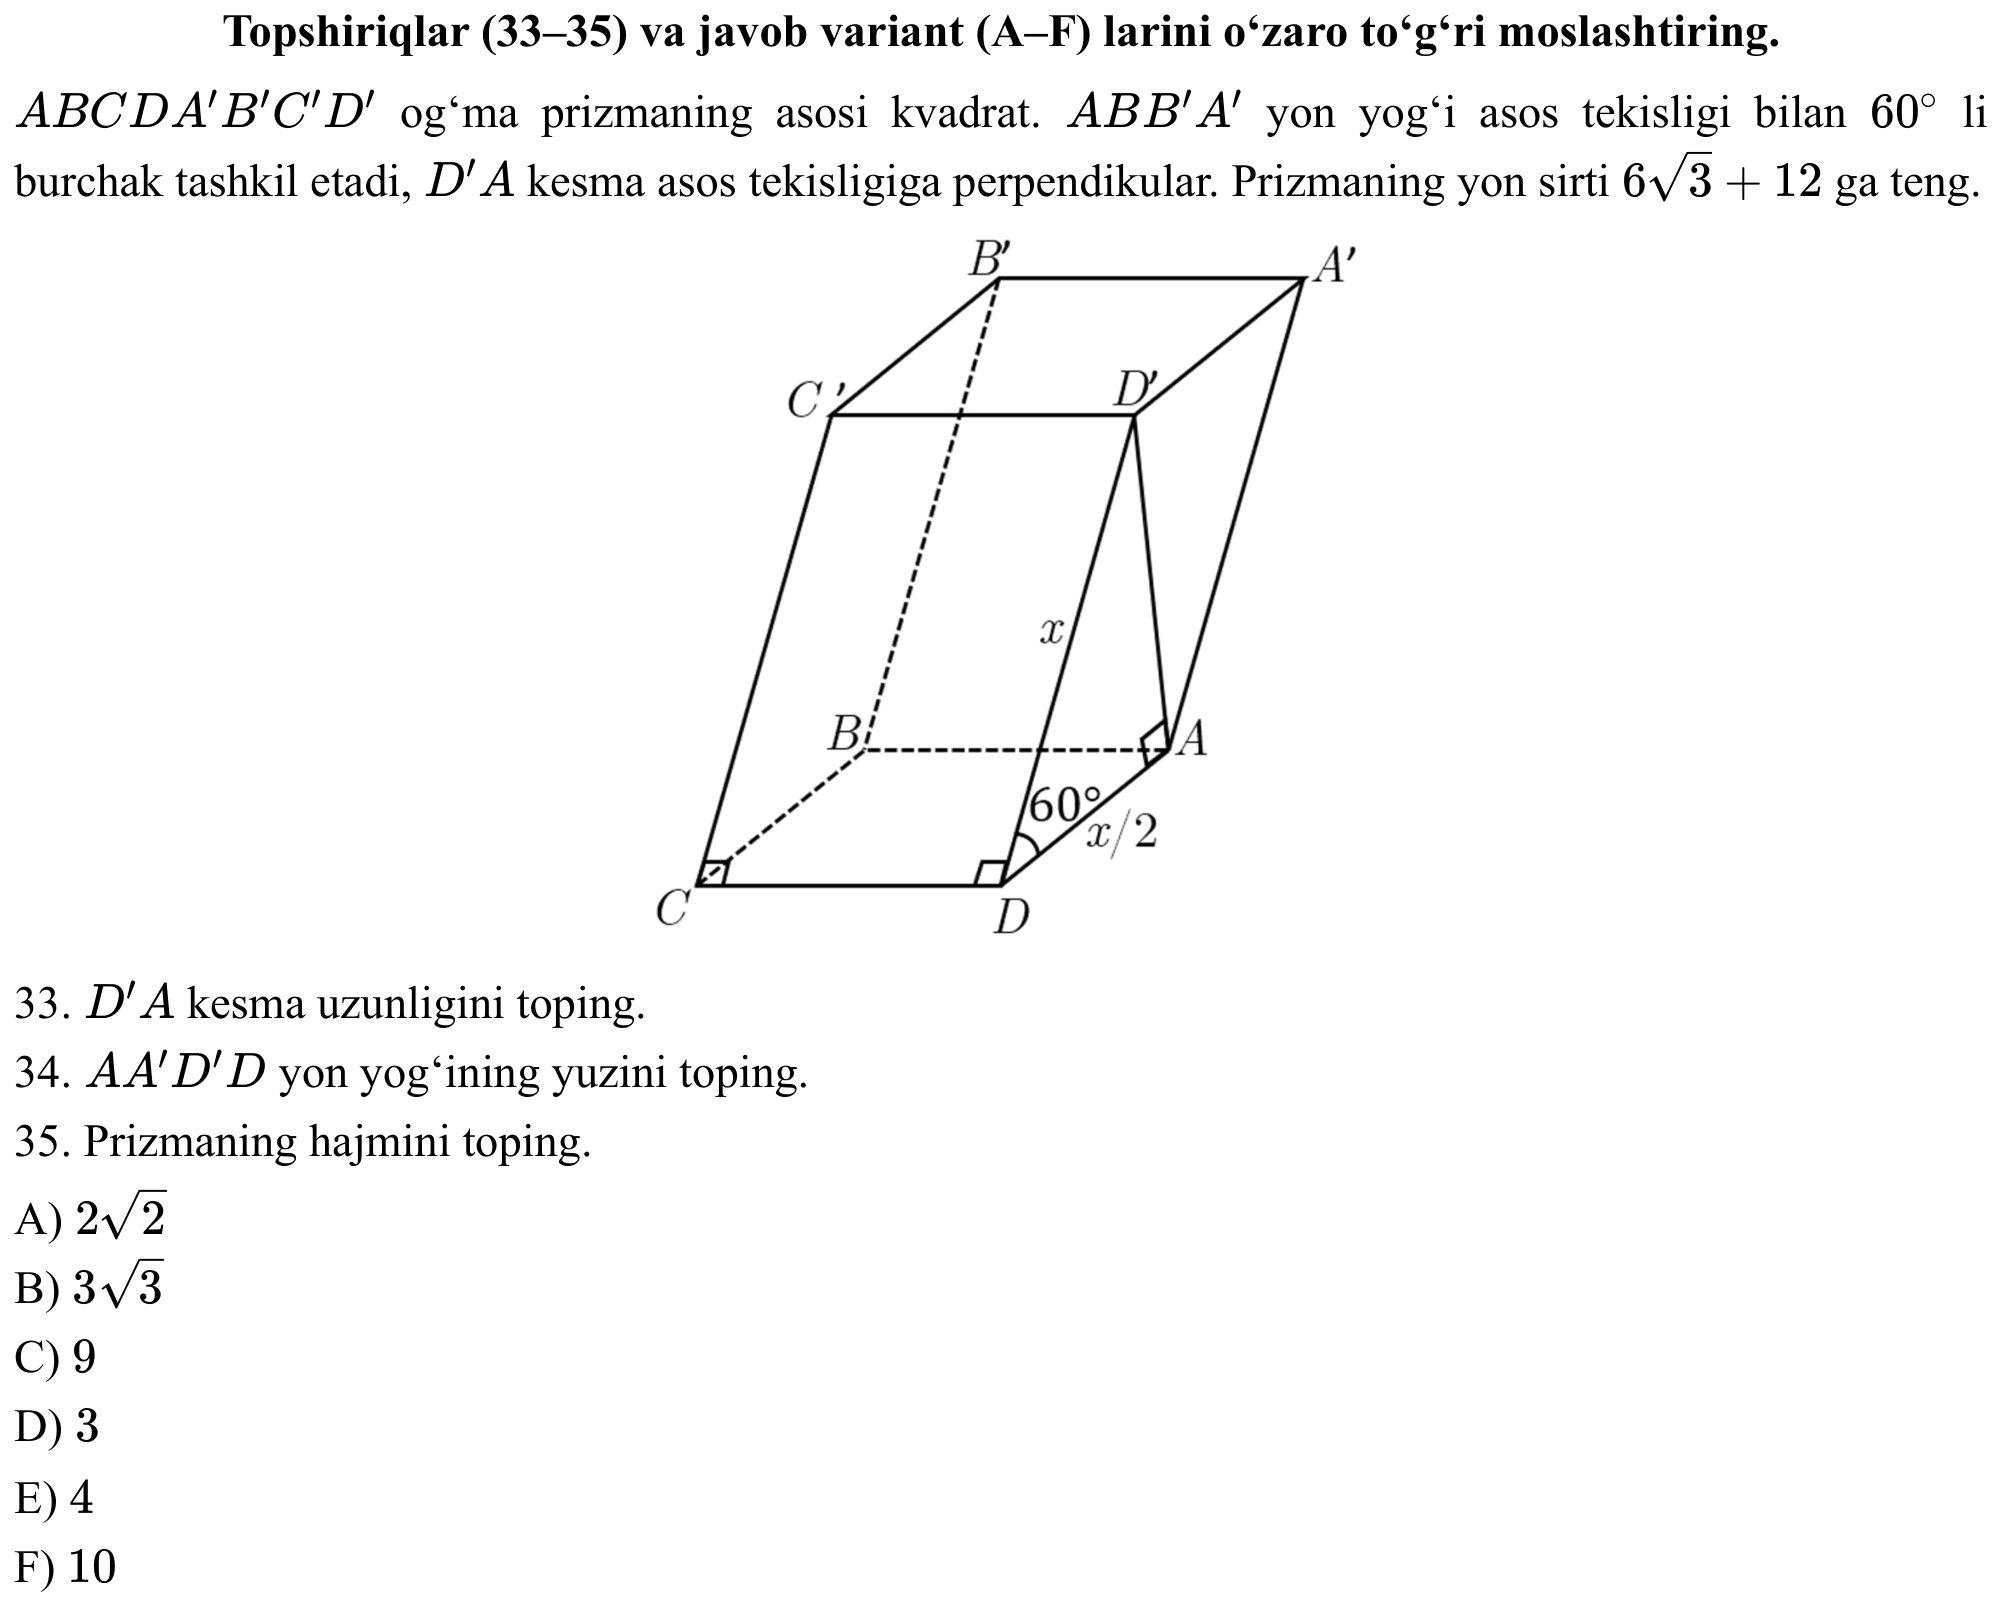 Topshiriqlar (33–35) va javob variant (A–F) larini o‘zaro to‘g‘ri moslashtiring.
ABCDA′B′C′D′ og‘ma prizmaning asosi kvadrat. ABB′A′ yon yog‘i asos tekisligi bilan 60° li
burchak tashkil etadi, D′A kesma asos tekisligiga perpendikular. Prizmaning yon sirti 6√3 + 12 ga teng.
B′ A′
C′ D′
x
B A
60°
x/2
C D
33. D′A kesma uzunligini toping.
34. AA′D′D yon yog‘ining yuzini toping.
35. Prizmaning hajmini toping.
A) 2√2
B) 3√3
C) 9
D) 3
E) 4
F) 10